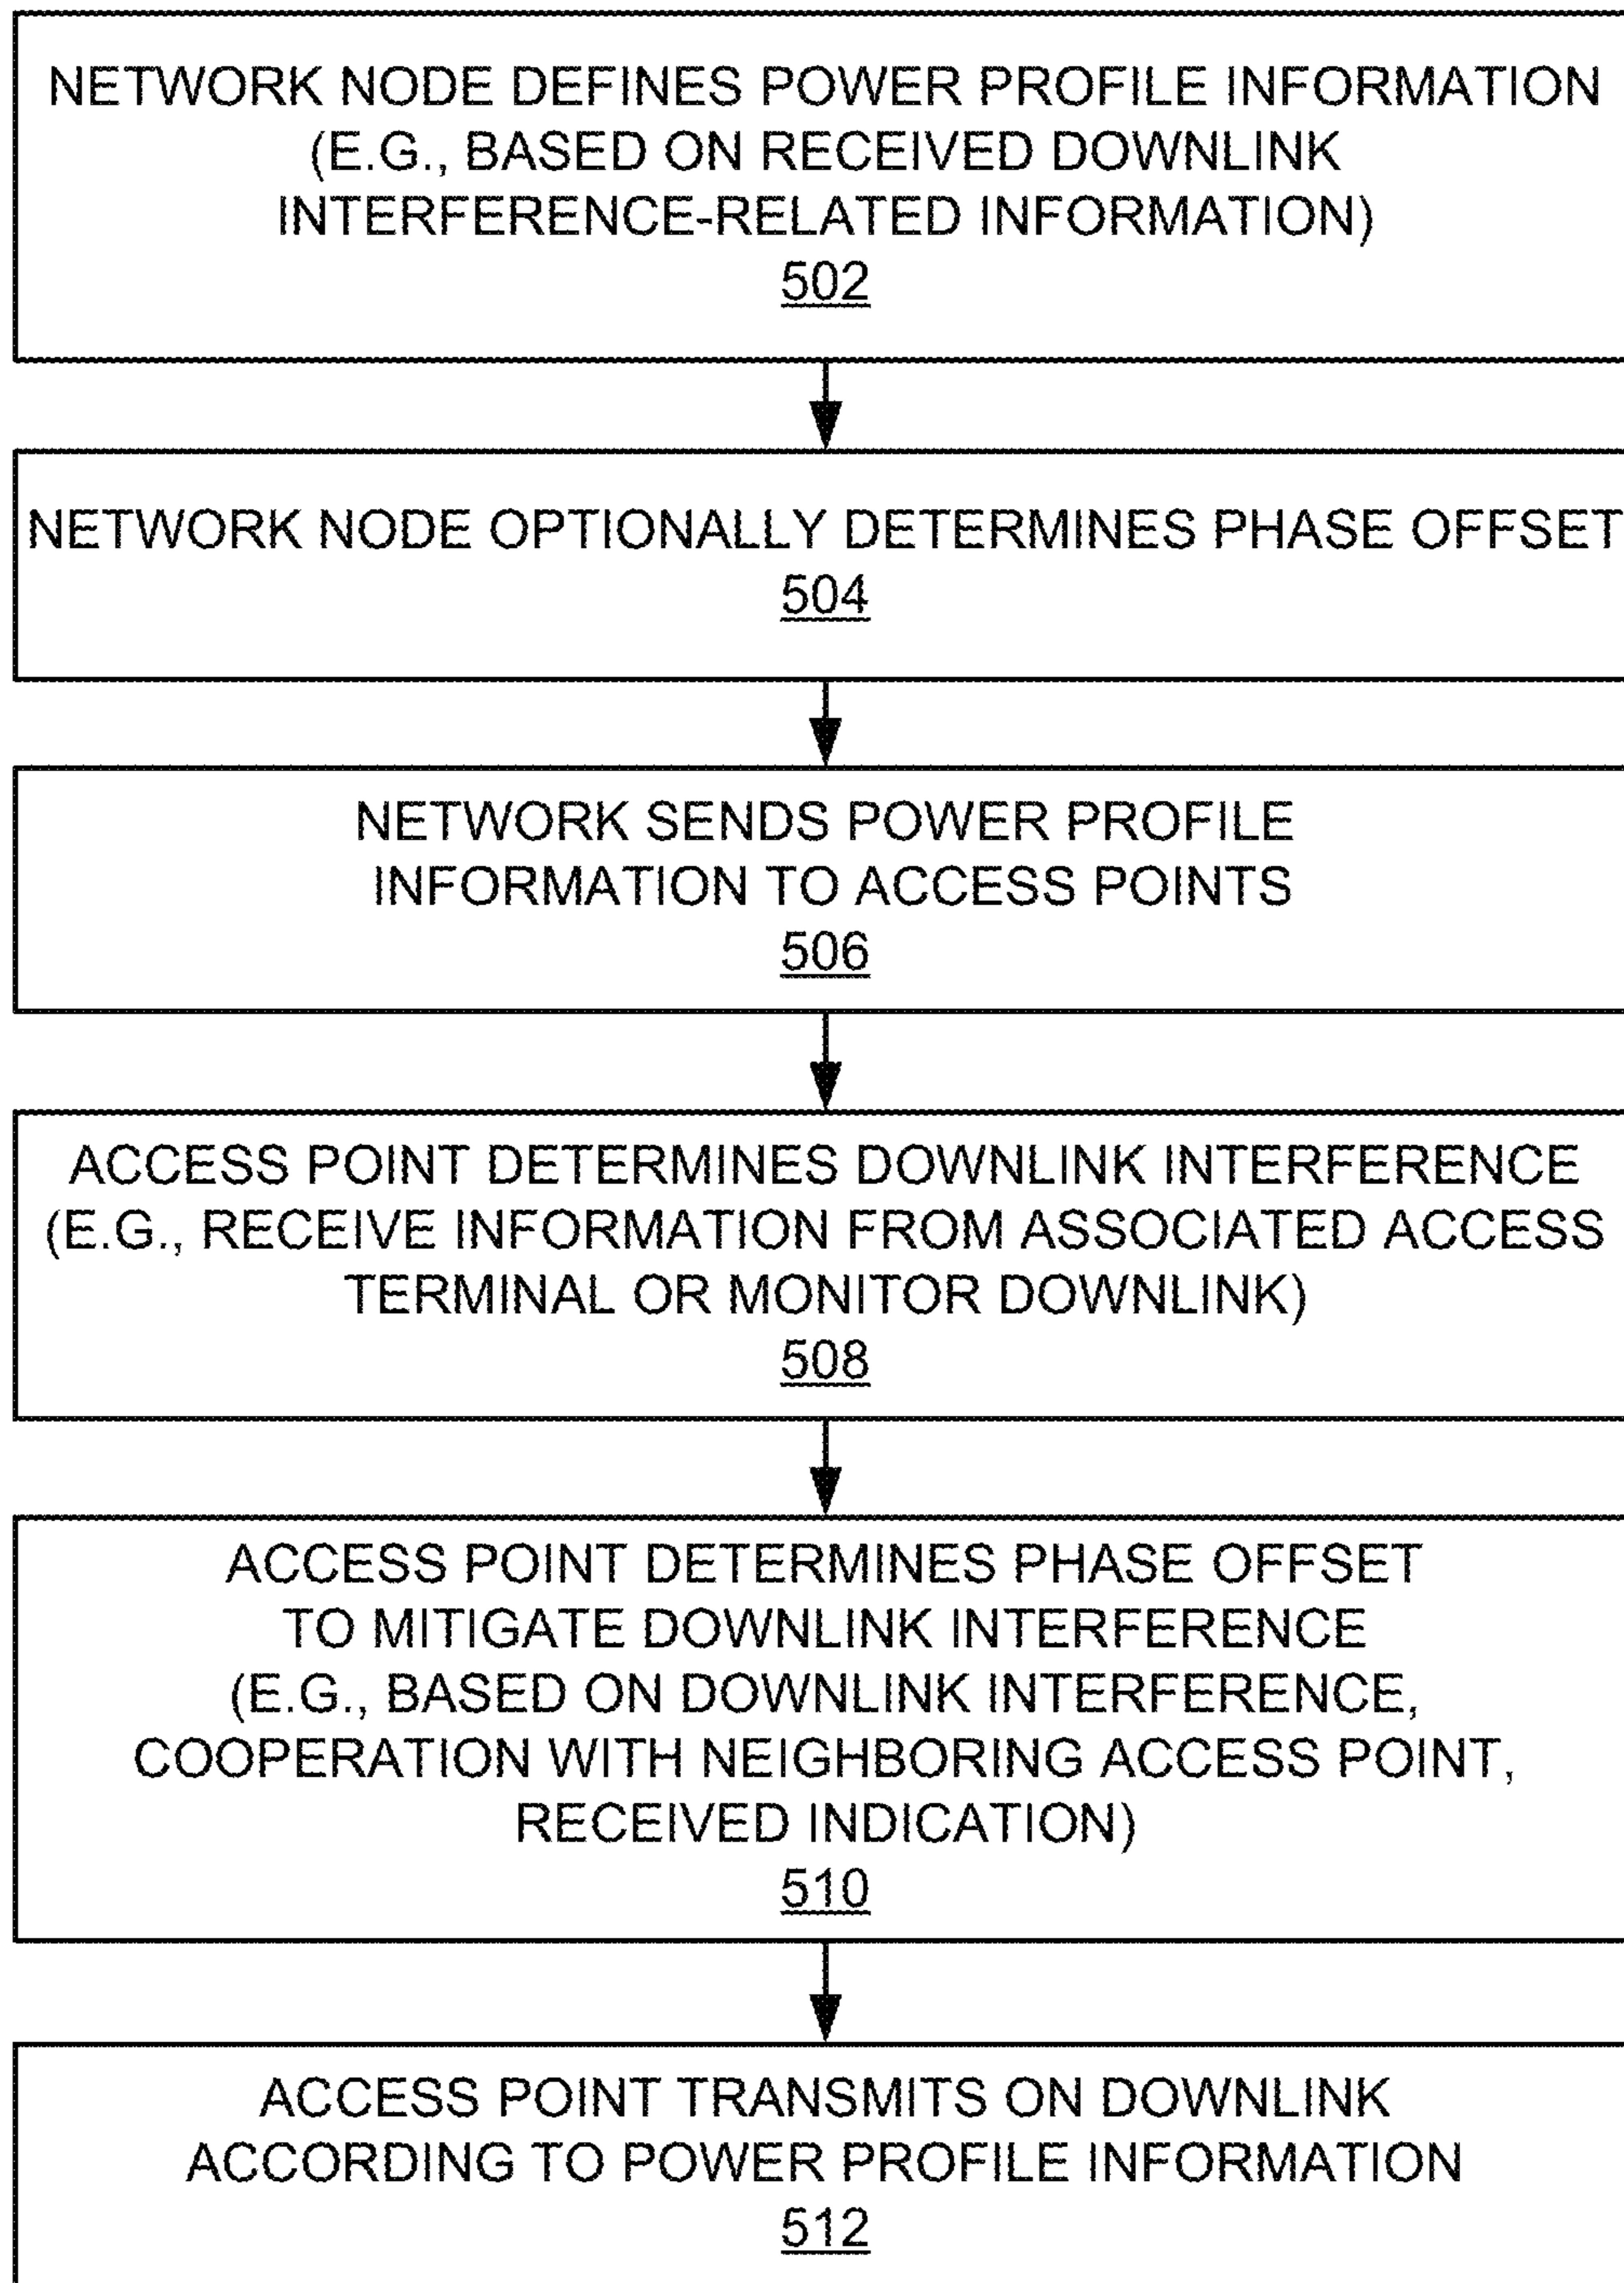 NETWORK NODE DEFINES POWER PROFILE INFORMATION
(E.G., BASED ON RECEIVED DOWNLINK
INTERFERENCE-RELATED INFORMATION)
502
NETWORK NODE OPTIONALLY DETERMINES PHASE OFFSET
504
NETWORK SENDS POWER PROFILE
INFORMATION TO ACCESS POINTS
506
ACCESS POINT DETERMINES DOWNLINK INTERFERENCE
(E.G., RECEIVE INFORMATION FROM ASSOCIATED ACCESS
TERMINAL OR MONITOR DOWNLINK)
508
ACCESS POINT DETERMINES PHASE OFFSET
TO MITIGATE DOWNLINK INTERFERENCE
(E.G., BASED ON DOWNLINK INTERFERENCE,
COOPERATION WITH NEIGHBORING ACCESS POINT,
RECEIVED INDICATION)
510
ACCESS POINT TRANSMITS ON DOWNLINK
ACCORDING TO POWER PROFILE INFORMATION
512